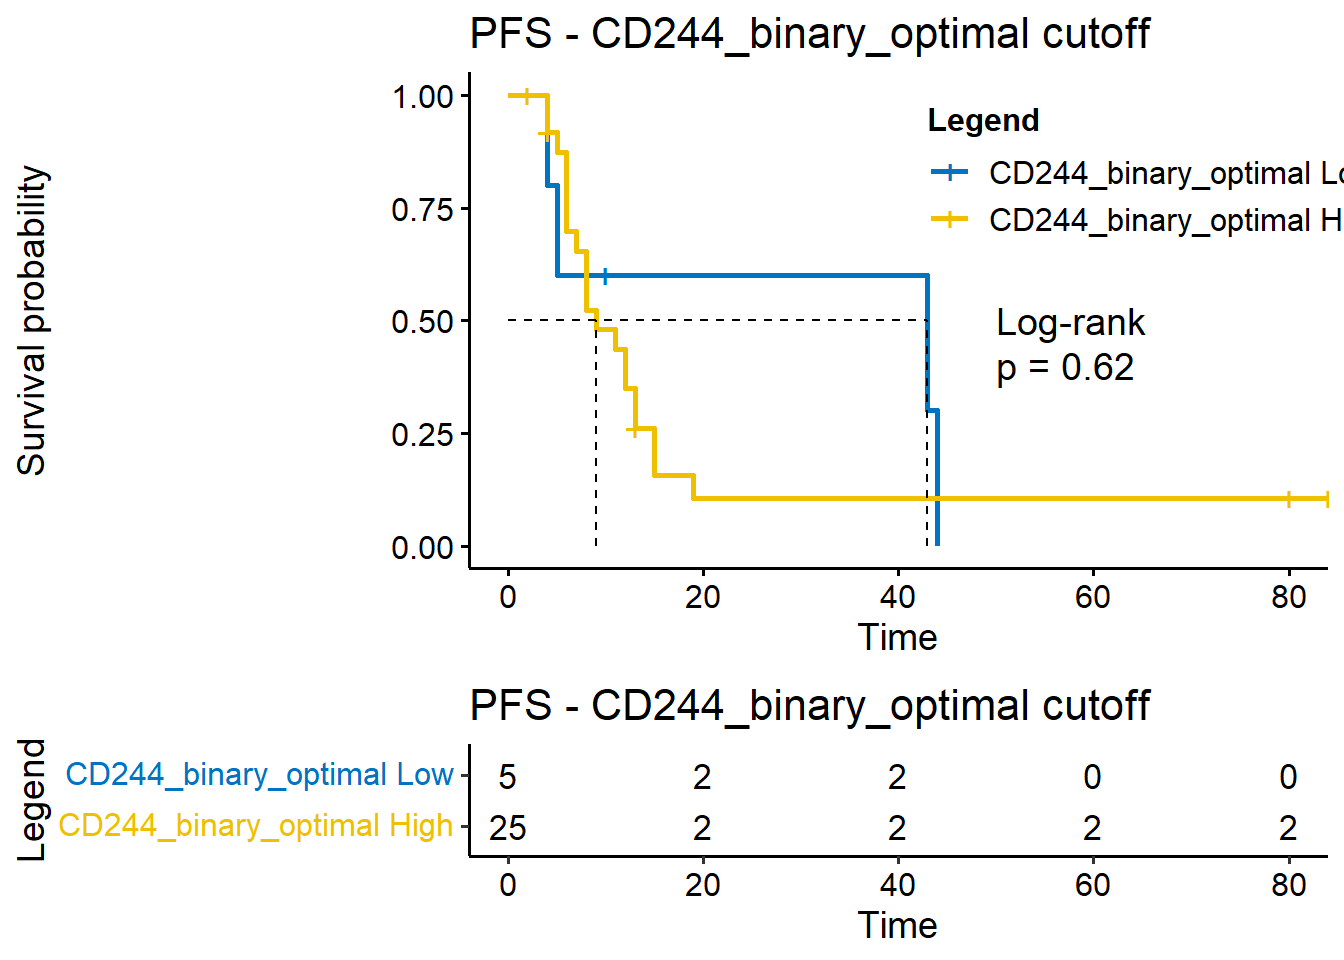 PFS - CD244_binary_optimal cutoff
Survival probability
1.00
0.75
0.50
0.25
0.00
Legend
CD244_binary_optimal Lo
CD244_binary_optimal H
Log-rank
p = 0.62
0 20 40 60 80
Time
PFS - CD244_binary_optimal cutoff
Legend
CD244_binary_optimal Low 5 2 2 0 0
CD244_binary_optimal High 25 2 2 2 2
0 20 40 60 80
Time